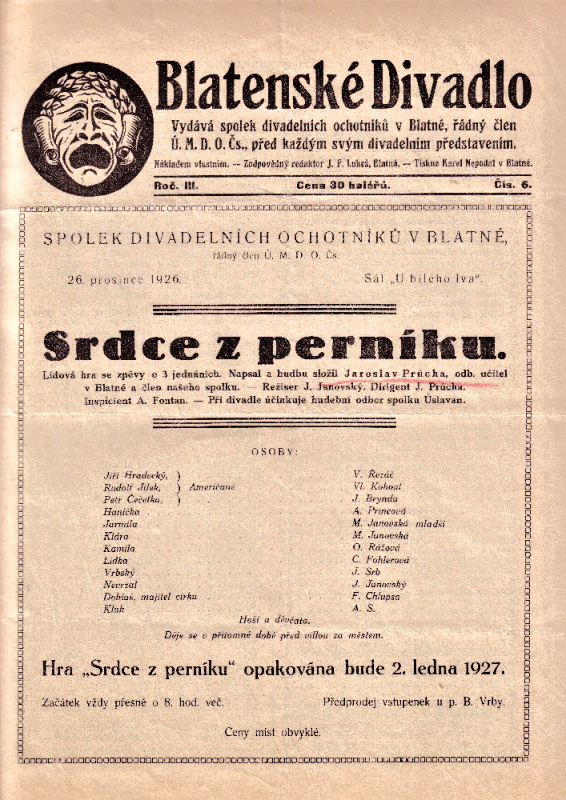 Blatenské Divadlo
Vydává spolek divadelních ochotníků v Blatné, řádný člen
Ú. M. D. O. Čs., před každým svým divadelním představením.
Nákladem vlastním. — Zodpovědný redaktor J. F. Lukeš, Blatná. — Tiskne Karel Nepodal v Blatné.
Roč. III. Cena 30 haléřů. Čís. 6.
SPOLEK DIVADELNÍCH OCHOTNÍKŮ V BLATNÉ,
řádný člen Ú. M. D. O. Čs.
26. prosince 1926. Sál „U bílého lva“.
Srdce z perníku.
Lidová hra se zpěvy o 3 jednáních. Napsal a hudbu složil Jaroslav Průcha, odb. učitel
v Blatné a člen našeho spolku. — Režiser J. Janovský. Dirigent J. Průcha.
Inspicient A. Fontan. — Při divadle účinkuje hudební odbor spolku Úslavan.
OSOBY:
Jiří Hradecký, ) V. Řezáč
Rudolf Jílek, ) Američané Vl. Kohout
Petr Čečetka, ) J. Brynda
Hanička A. Princová
Jarmila M. Janovská mladší
Klára M. Janovská
Kamila O. Rážová
Lidka C. Fohlerová
Vrbský J. Srb
Nevrzal J. Janovský
Dobiáš, majitel cirku F. Chlupsa
Kluk A. S.
Hoši a děvčata.
Děje se v přítomné době před villou za městem.
Hra „Srdce z perníku“ opakována bude 2. ledna 1927.
Začátek vždy přesně o 8. hod. več. Předprodej vstupenek u p. B. Vrby.
Ceny míst obvyklé.